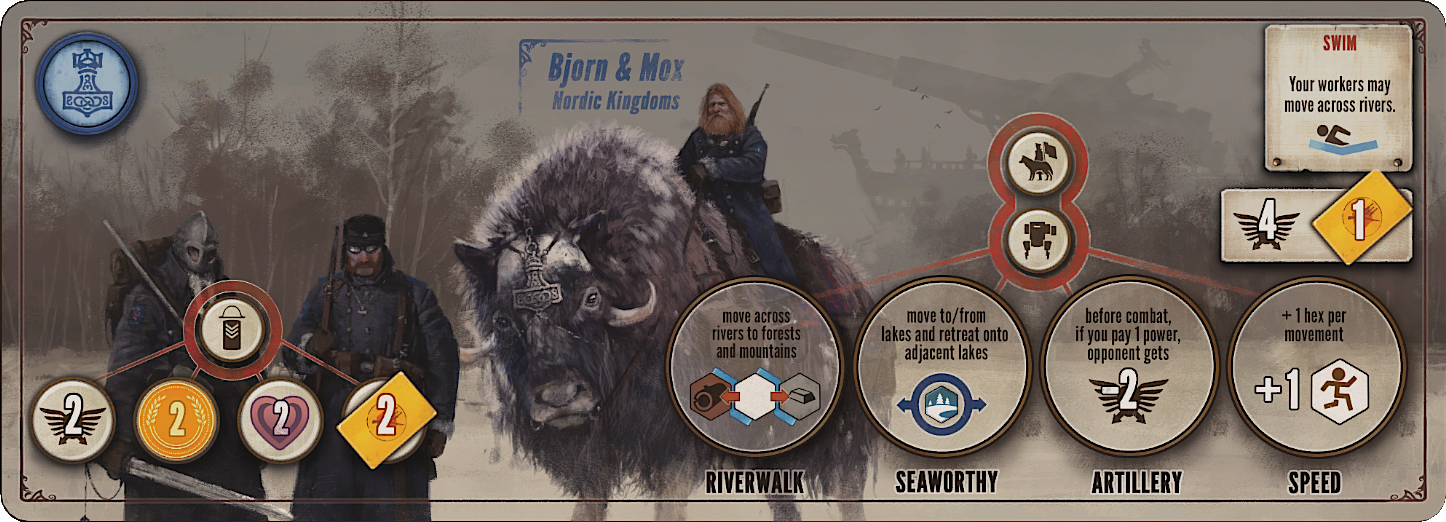 Bjorn & Mox
Nordic Kingdoms
SWIM
Your workers may
move across rivers.
4
1
2
2
2
2
move across
rivers to forests
and mountains
RIVERWALK
move to/from
lakes and retreat onto
adjacent lakes
SEAWORTHY
before combat,
if you pay 1 power,
opponent gets
2
ARTILLERY
+ 1 hex per
movement
+1
SPEED